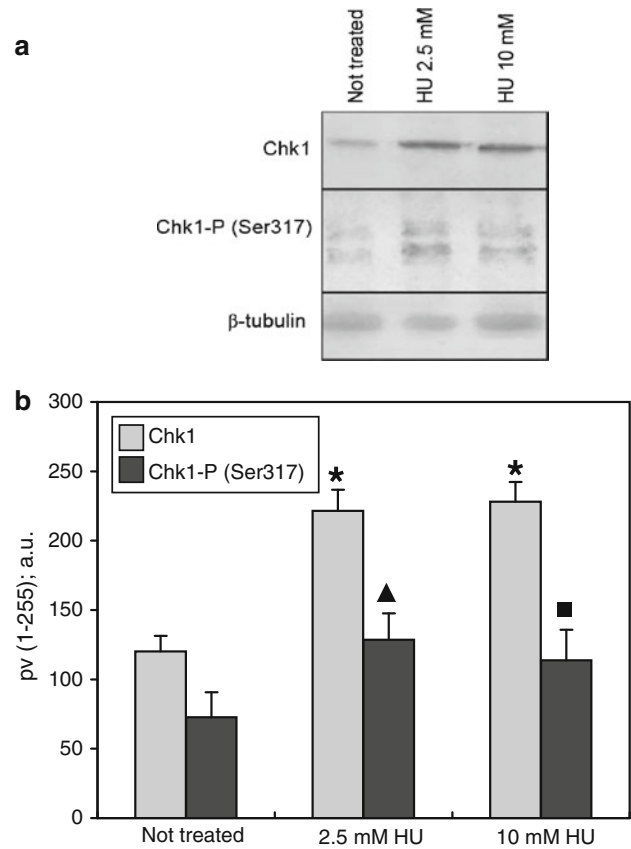 a
Not treated
HU 2.5 mM
HU 10 mM
Chk1
Chk1-P (Ser317)
β-tubulin
b
pv (1-255); a.u.
300
250
200
150
100
50
0
Chk1
Chk1-P (Ser317)
*
*
Not treated
2.5 mM HU
10 mM HU